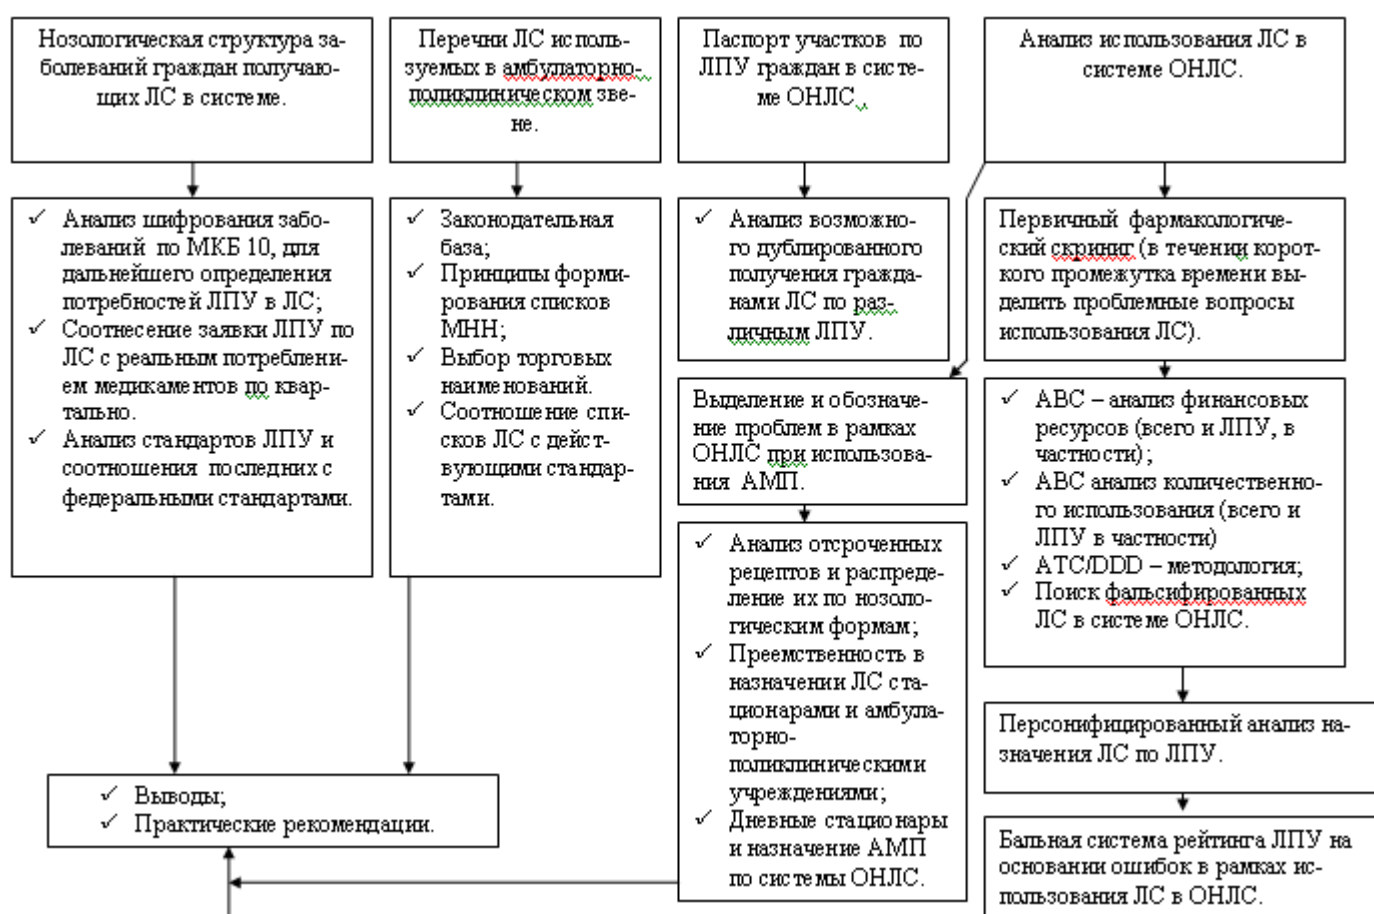 Нозологическая структура за-
болеваний граждан получаю-
щих ЛС в системе.
Перечни ЛС исполь-
зуемых в амбулаторно-
поликлиническом зве-
не.
Паспорт участков по
ЛПУ граждан в систе-
ме ОНЛС .
Анализ использования ЛС в
системе ОНЛС.
✓ Анализ шифрования забо-
леваний по МКБ 10, для
дальнейшего определения
потребностей ЛПУ в ЛС;
✓ Соотнесение заявки ЛПУ по
ЛС с реальным потреблени-
ем медикаментов по квар-
тально.
✓ Анализ стандартов ЛПУ и
соотношения последних с
федеральными стандартами.
✓ Законодательная
база;
✓ Принципы форми-
рования списков
МНН;
✓ Выбор торговых
наименований.
✓ Соотношение спи-
сков ЛС с дейст-
вующими стандар-
тами.
✓ Анализ возможно-
го дублированного
получения гражда-
нами ЛС по раз-
личным ЛПУ.
Первичный фармакологиче-
ский скриниг (в течении корот-
кого промежутка времени вы-
делить проблемные вопросы
использования ЛС).
Выделение и обозначе-
ние проблем в рамках
ОНЛС при использова-
ния АМП.
✓ АВС – анализ финансовых
ресурсов (всего и ЛПУ, в
частности);
✓ АВС анализ количественно-
го использования (всего и
ЛПУ в частности)
✓ АТС/DDD – методология;
✓ Поиск фальсифированных
ЛС в системе ОНЛС.
✓ Анализ отсроченных
рецептов и распреде-
ление их по нозоло-
гическим формам;
✓ Преемственность в
назначении ЛС ста-
ционарами и амбула-
торно-
поликлиническими
учреждениями;
✓ Дневные стационары
и назначение АМП
по системы ОНЛС.
Персонифицированный анализ на-
значения ЛС по ЛПУ.
✓ Выводы;
✓ Практические рекомендации.
Бальная система рейтинга ЛПУ на
основании ошибок в рамках ис-
пользования ЛС в ОНЛС.